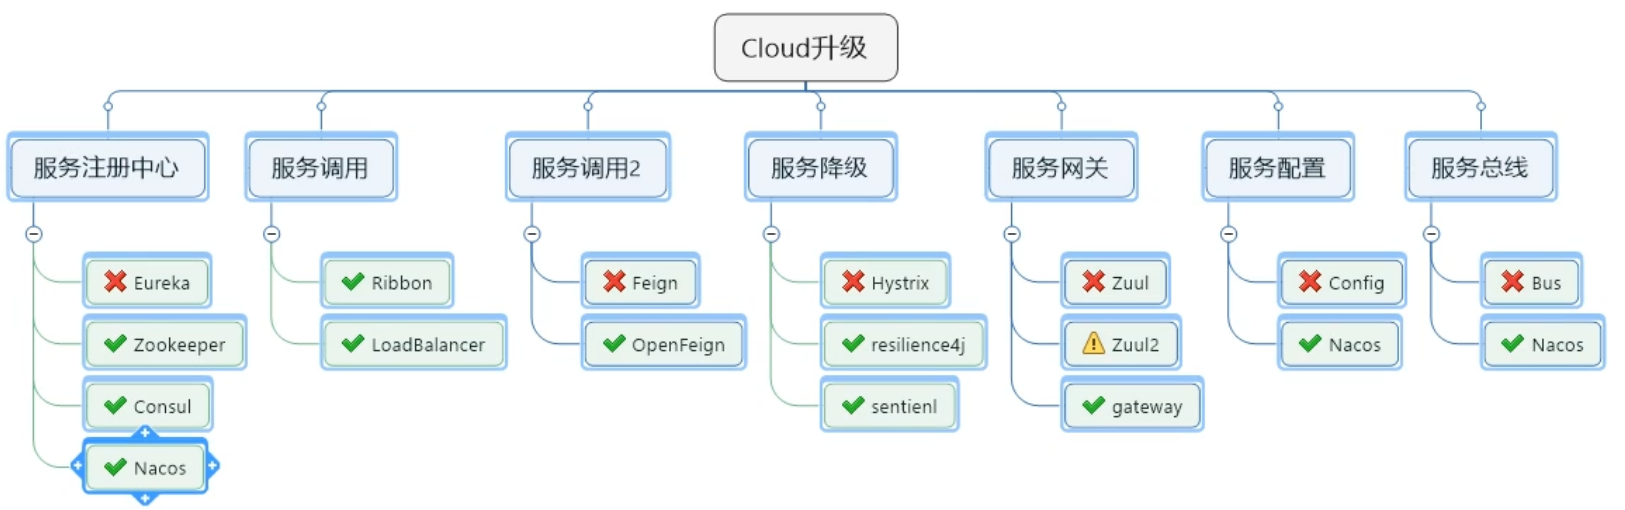 Cloud升级
服务注册中心
服务调用
服务调用2
服务降级
服务网关
服务配置
服务总线
Eureka
Zookeeper
Consul
Nacos
Ribbon
LoadBalancer
Feign
OpenFeign
Hystrix
resilience4j
sentienl
Zuul
Zuul2
gateway
Config
Nacos
Bus
Nacos